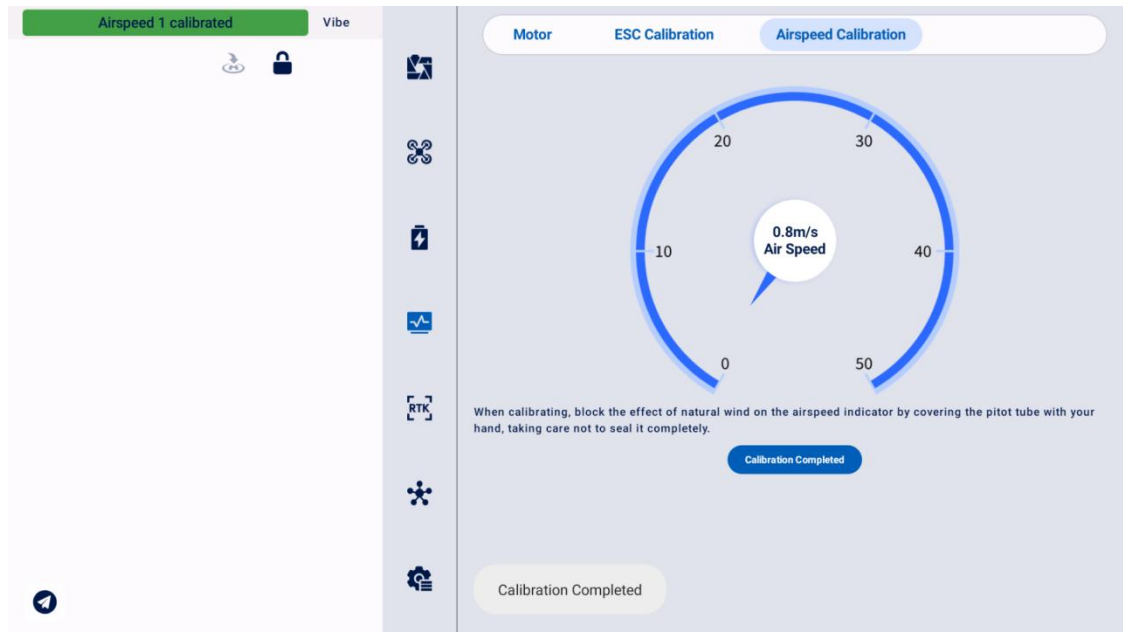 Airspeed 1 calibrated
Vibe
Motor
ESC Calibration
Airspeed Calibration
20
30
0.8m/s
Air Speed
10
40
0
50
RTK
When calibrating, block the effect of natural wind on the airspeed indicator by covering the pitot tube with your
hand, taking care not to seal it completely.
Calibration Completed
Calibration Completed